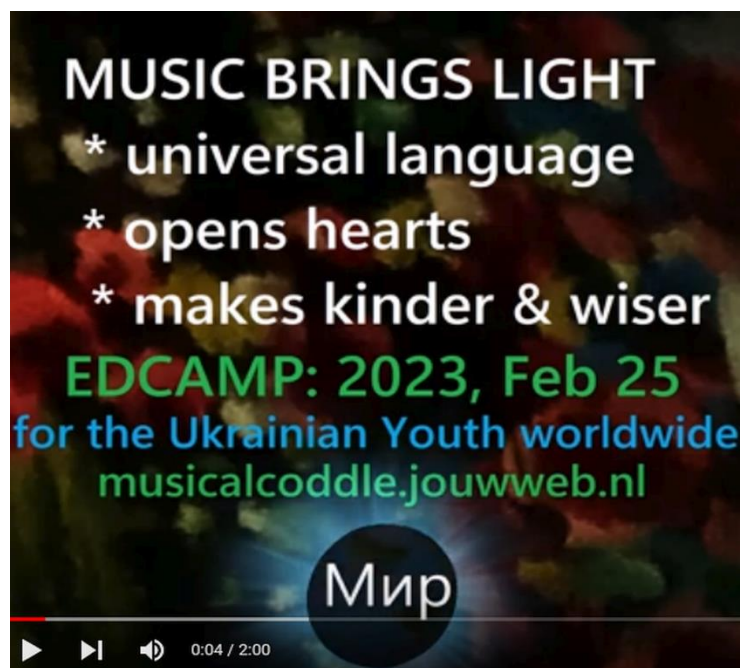 MUSIC BRINGS LIGHT
* universal language
* opens hearts
* makes kinder & wiser
EDCAMP: 2023, Feb 25
for the Ukrainian Youth worldwide
musicalcoddle.jouwweb.nl
Мир
0:04 / 2:00